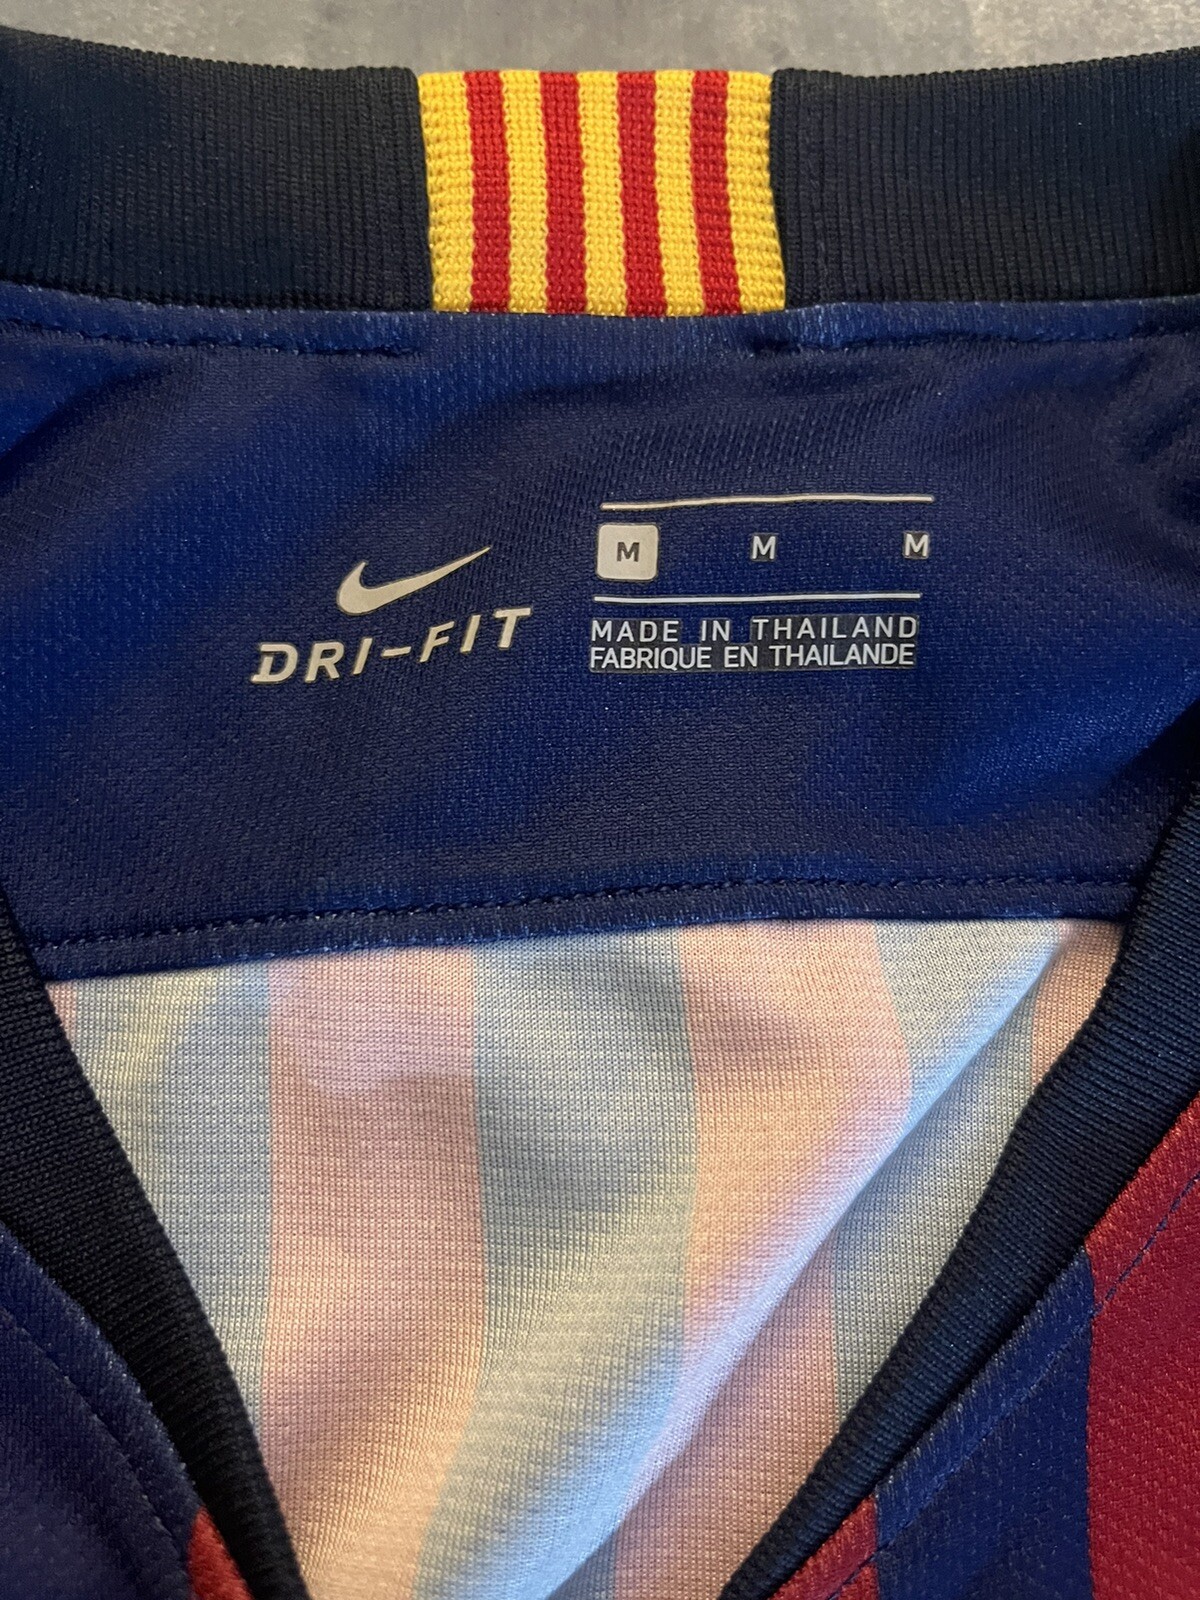 DRI-FIT
M M M
MADE IN THAILAND
FABRIQUE EN THAILANDE